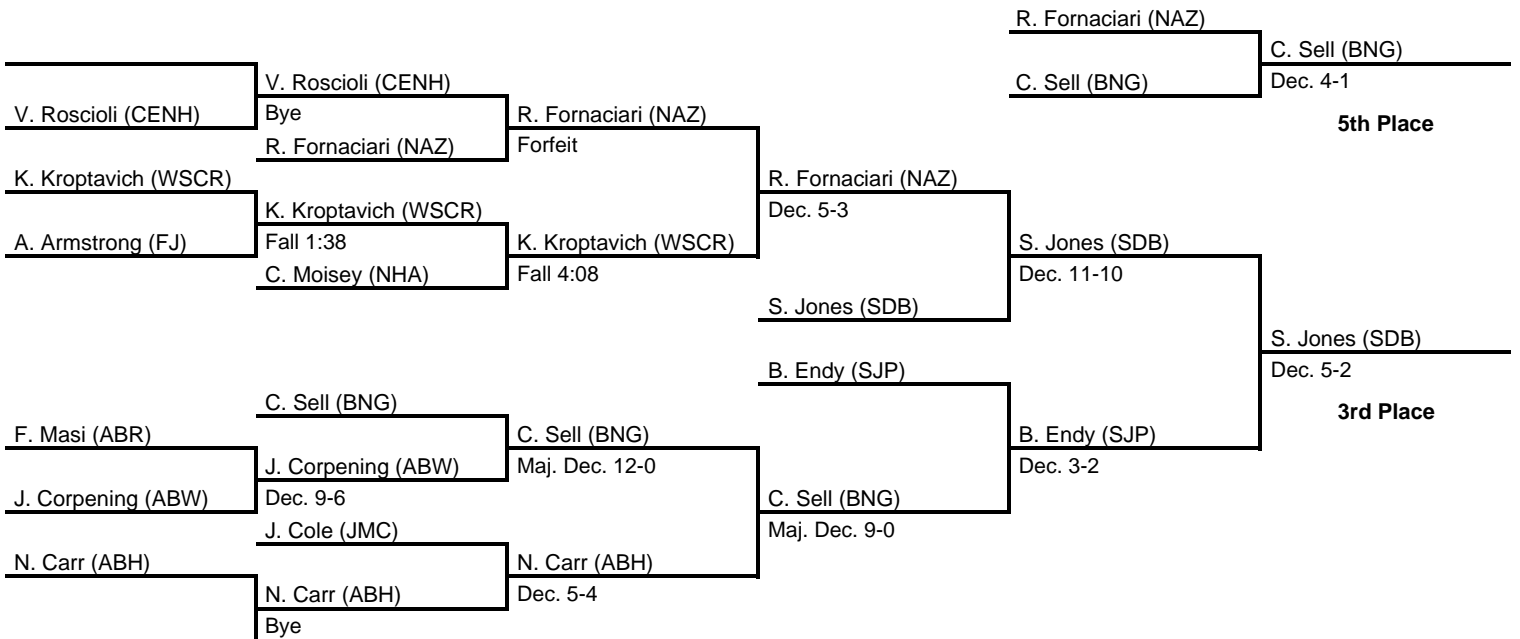 R. Fornaciari (NAZ)
C. Sell (BNG)
V. Roscioli (CENH)
C. Sell (BNG)
Dec. 4-1
V. Roscioli (CENH)
Bye
R. Fornaciari (NAZ)
5th Place
R. Fornaciari (NAZ)
Forfeit
K. Kroptavich (WSCR)
R. Fornaciari (NAZ)
K. Kroptavich (WSCR)
Dec. 5-3
A. Armstrong (FJ)
Fall 1:38
K. Kroptavich (WSCR)
S. Jones (SDB)
C. Moisey (NHA)
Fall 4:08
Dec. 11-10
S. Jones (SDB)
S. Jones (SDB)
B. Endy (SJP)
Dec. 5-2
C. Sell (BNG)
3rd Place
F. Masi (ABR)
C. Sell (BNG)
B. Endy (SJP)
J. Corpening (ABW)
Maj. Dec. 12-0
Dec. 3-2
J. Corpening (ABW)
Dec. 9-6
C. Sell (BNG)
J. Cole (JMC)
Maj. Dec. 9-0
N. Carr (ABH)
N. Carr (ABH)
N. Carr (ABH)
Dec. 5-4
Bye